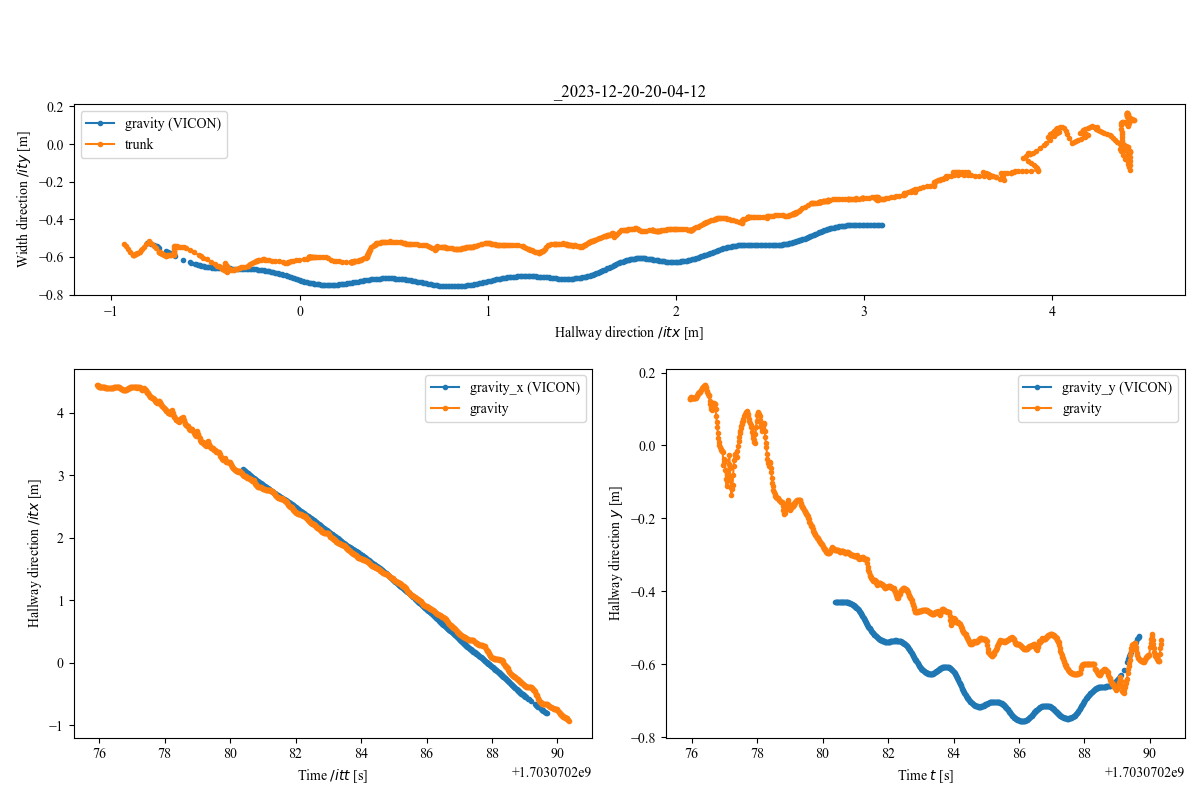 _2023-12-20-20-04-12
gravity (VICON)
trunk
Width direction /ity [m]
0.2
0.0
−0.2
−0.4
−0.6
−0.8
−1
0
1
2
3
4
Hallway direction /itx [m]
gravity_x (VICON)
gravity
Hallway direction /itx [m]
4
3
2
1
0
−1
76
78
80
82
84
86
88
90
+1.7030702e9
Time /itt [s]
gravity_y (VICON)
gravity
Hallway direction y [m]
0.2
0.0
−0.2
−0.4
−0.6
−0.8
76
78
80
82
84
86
88
90
+1.7030702e9
Time t [s]